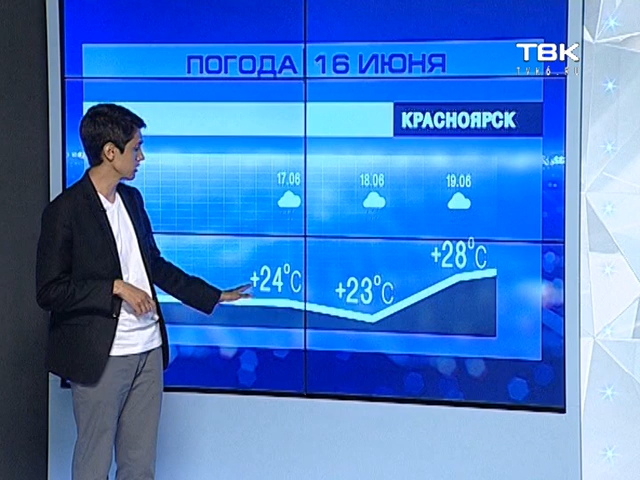 ТВК
TVK6.RU
ПОГОДА 16 ИЮНЯ
КРАСНОЯРСК
17.06 18.06 19.06
+24°C +23°C +28°C